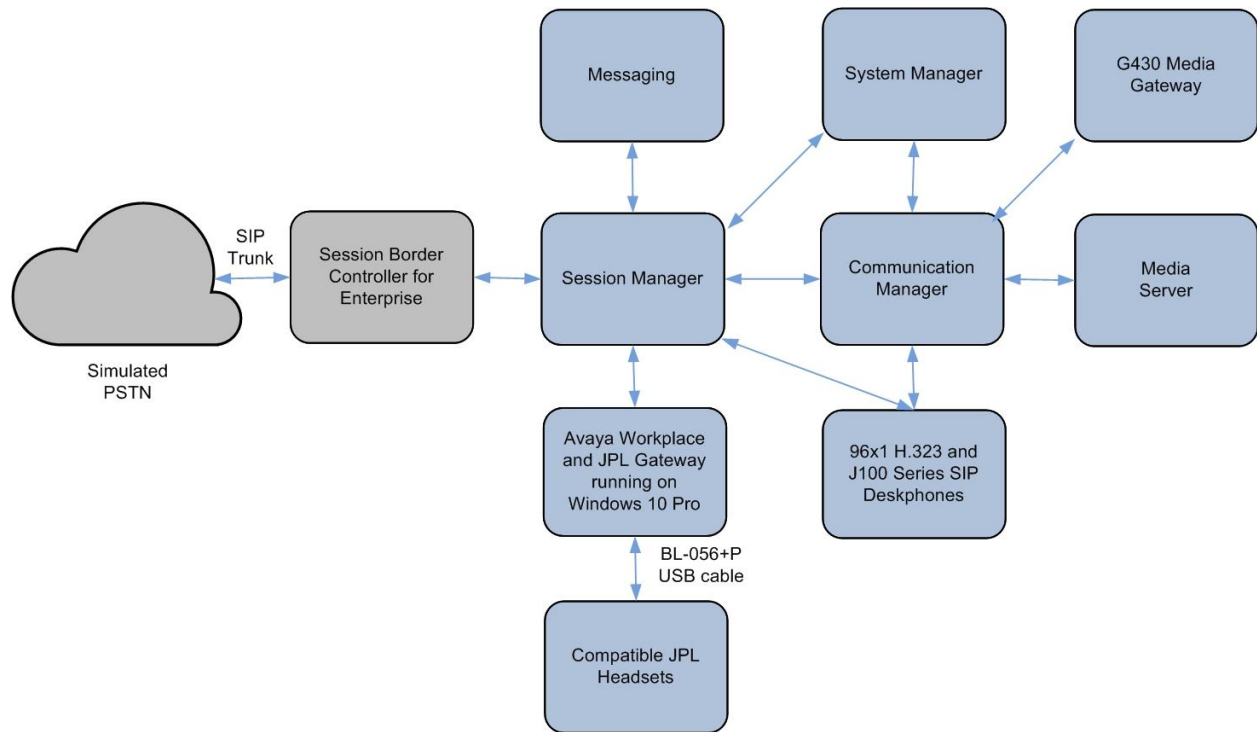 Messaging
System Manager
G430 Media
Gateway
SIP
Trunk
Session Border
Controller for
Enterprise
Session Manager
Communication
Manager
Media
Server
Simulated
PSTN
Avaya Workplace
and JPL Gateway
running on
Windows 10 Pro
96x1 H.323 and
J100 Series SIP
Deskphones
BL-056+P
USB cable
Compatible JPL
Headsets